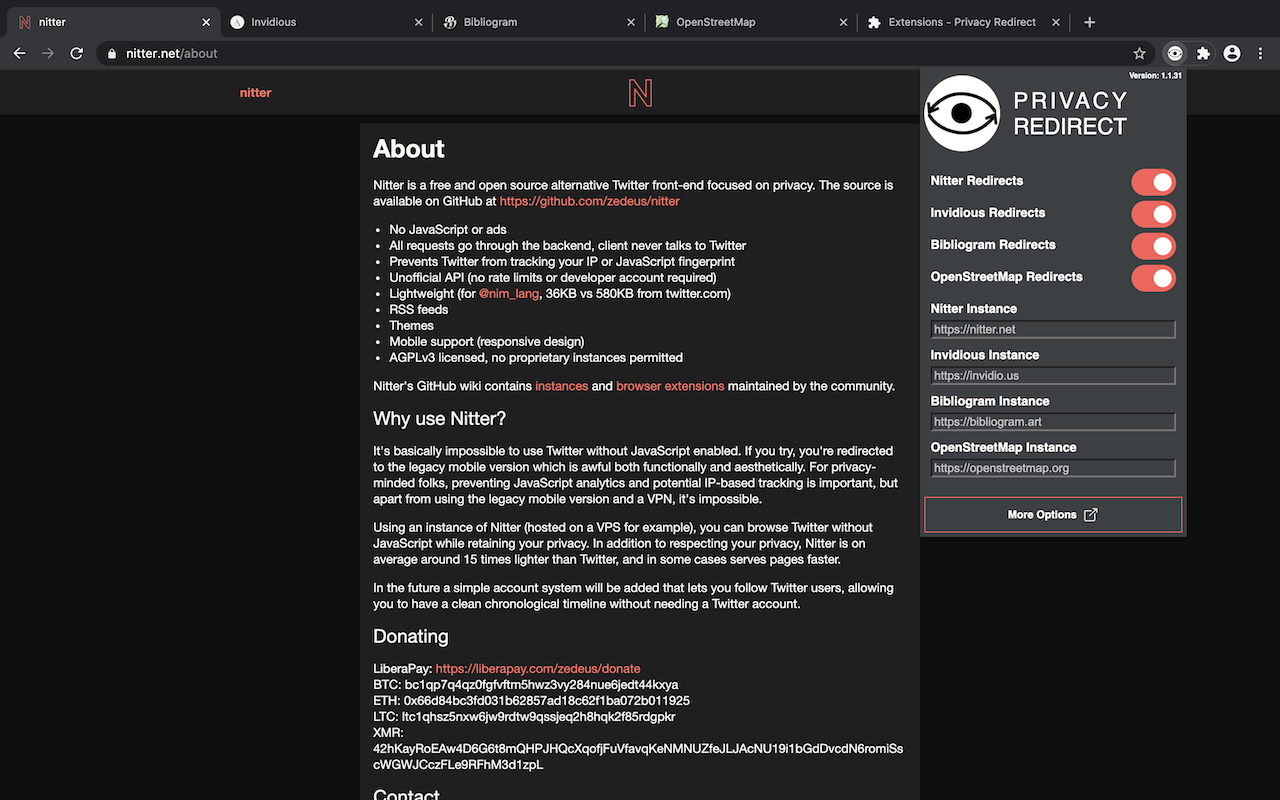 nitter
Invidious
Bibliogram
OpenStreetMap
Extensions - Privacy Redirect
nitter.net/about
nitter
N
About
Nitter is a free and open source alternative Twitter front-end focused on privacy. The source is
available on GitHub at https://github.com/zedeus/nitter
• No JavaScript or ads
• All requests go through the backend, client never talks to Twitter
• Prevents Twitter from tracking your IP or JavaScript fingerprint
• Unofficial API (no rate limits or developer account required)
• Lightweight (for @nim_lang, 36KB vs 580KB from twitter.com)
• RSS feeds
• Themes
• Mobile support (responsive design)
• AGPLv3 licensed, no proprietary instances permitted
Nitter's GitHub wiki contains instances and browser extensions maintained by the community.
Why use Nitter?
It's basically impossible to use Twitter without JavaScript enabled. If you try, you're redirected
to the legacy mobile version which is awful both functionally and aesthetically. For privacy-
minded folks, preventing JavaScript analytics and potential IP-based tracking is important, but
apart from using the legacy mobile version and a VPN, it's impossible.
Using an instance of Nitter (hosted on a VPS for example), you can browse Twitter without
JavaScript while retaining your privacy. In addition to respecting your privacy, Nitter is on
average around 15 times lighter than Twitter, and in some cases serves pages faster.
In the future a simple account system will be added that lets you follow Twitter users, allowing
you to have a clean chronological timeline without needing a Twitter account.
Donating
LiberaPay: https://liberapay.com/zedeus/donate
BTC: bc1qp7q4qz0fgfvftm5hwz3vy284nue6jedt44kxya
ETH: 0x66d84bc3fd031b62857ad18c62f1ba072b011925
LTC: ltc1qhsz5nxw6jw9rdtw9qssjeq2h8hqk2f85rdgpkr
XMR:
42hKayRoEAw4D6G6t8mQHPJHQcXqofjFuVfavqKeNMNUZfeJLJAcNU19i1bGdDvcdN6romiSs
cWGWJCczFLe9RFhM3d1zpL
Contact
Version: 1.1.31
PRIVACY
REDIRECT
Nitter Redirects
Invidious Redirects
Bibliogram Redirects
OpenStreetMap Redirects
Nitter Instance
https://nitter.net
Invidious Instance
https://invidio.us
Bibliogram Instance
https://bibliogram.art
OpenStreetMap Instance
https://openstreetmap.org
More Options